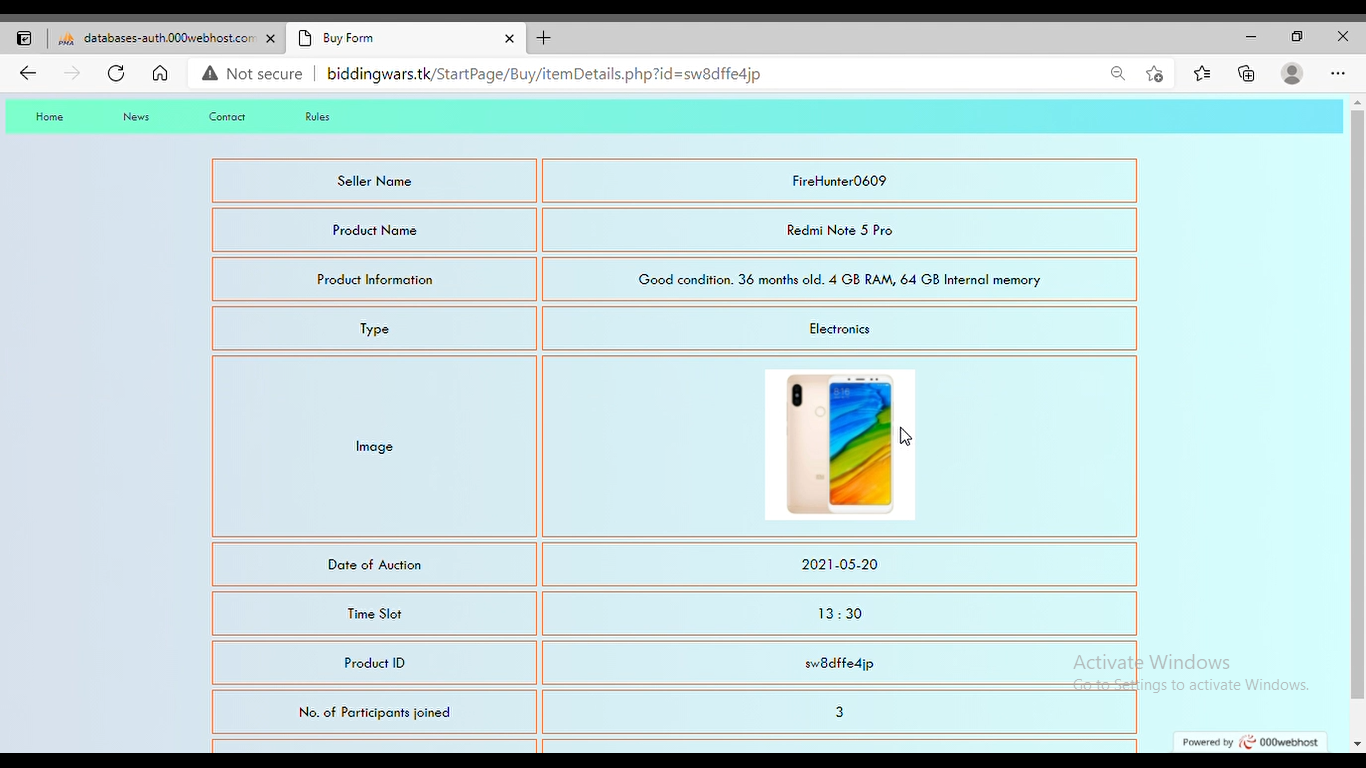 databases-auth.000webhost.com
Buy Form
Not secure
biddingwars.tk/StartPage/Buy/itemDetails.php?id=sw8dffe4jp
Home News Contact Rules
Seller Name FireHunter0609
Product Name Redmi Note 5 Pro
Product Information Good condition. 36 months old. 4 GB RAM, 64 GB Internal memory
Type Electronics
Image
Date of Auction 2021-05-20
Time Slot 13 : 30
Product ID sw8dffe4jp
No. of Participants joined 3
Activate Windows
Go to Settings to activate Windows.
Powered by 000webhost